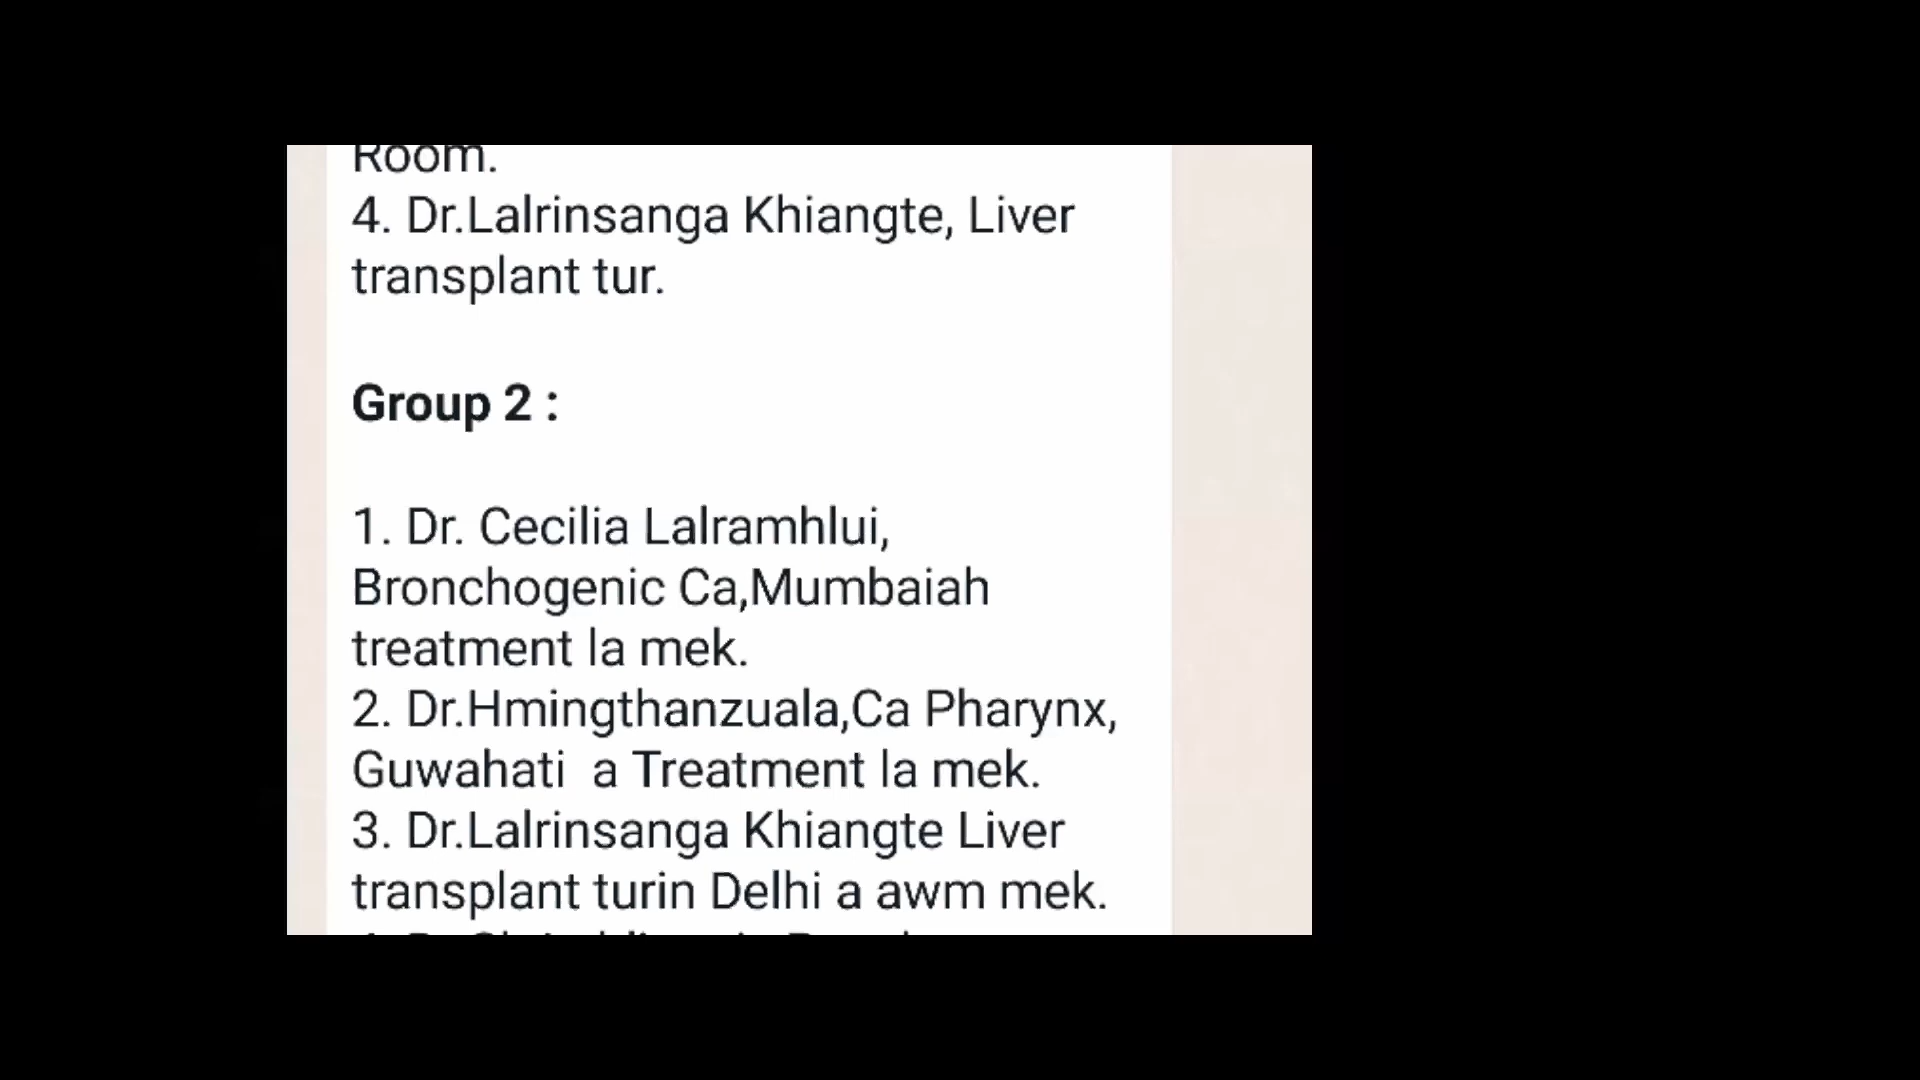 Room.
4. Dr.Lalrinsanga Khiangte, Liver
transplant tur.
Group 2 :
1. Dr. Cecilia Lalramhlui,
Bronchogenic Ca,Mumbaiah
treatment la mek.
2. Dr.Hmingthanzuala,Ca Pharynx,
Guwahati  a Treatment la mek.
3. Dr.Lalrinsanga Khiangte Liver
transplant turin Delhi a awm mek.